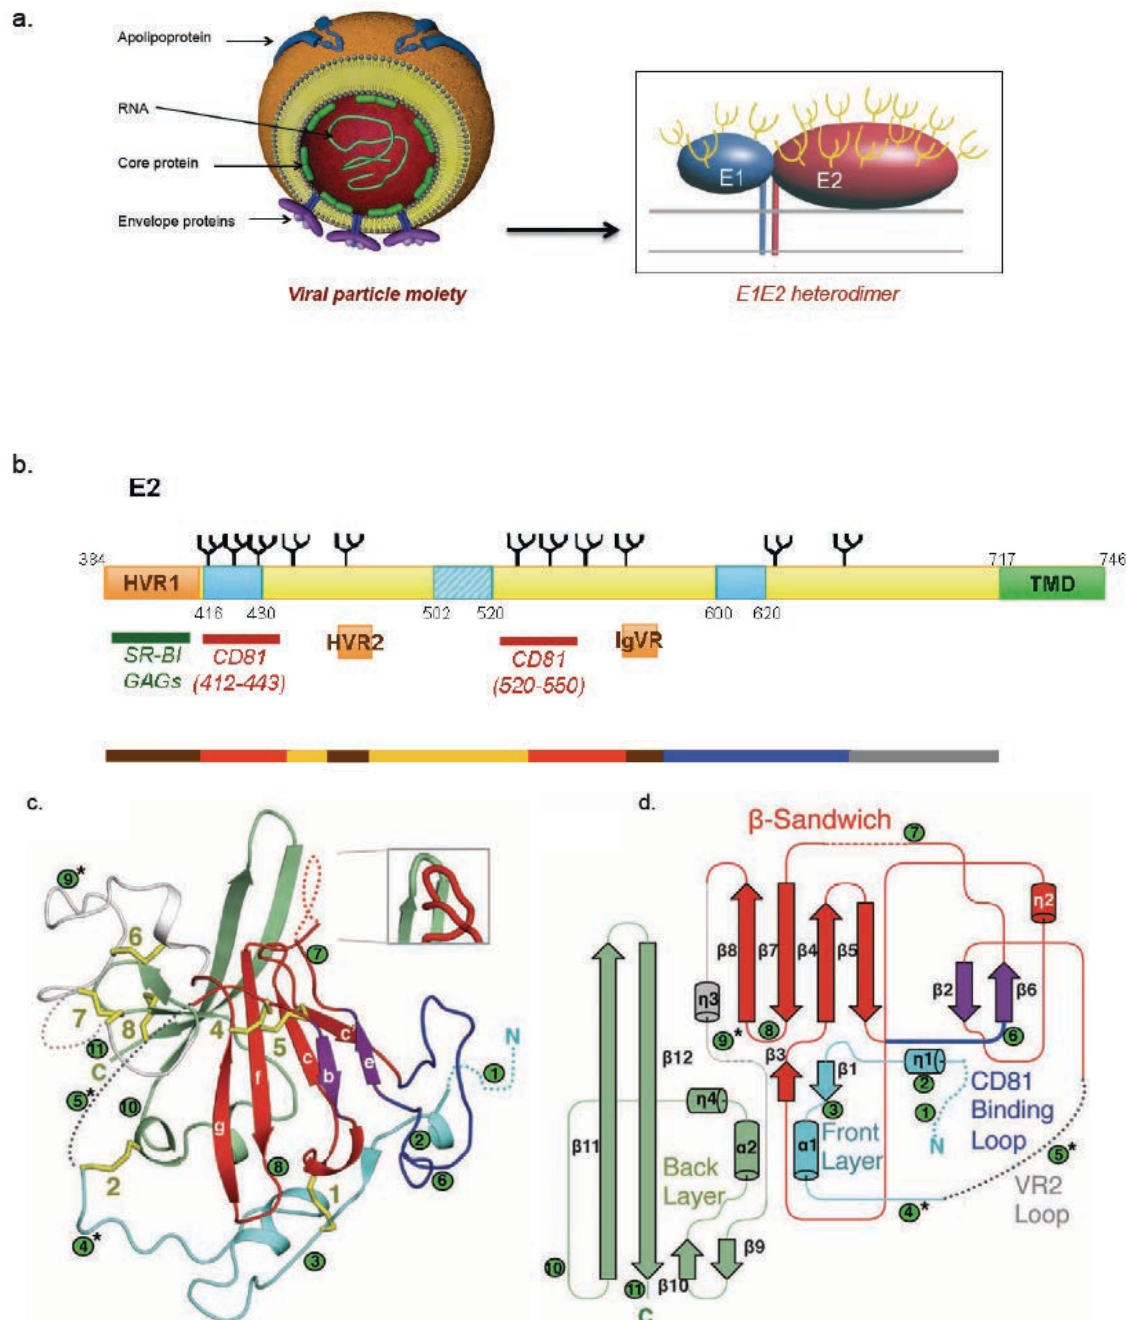 a.
Apolipoprotein
RNA
Core protein
Envelope proteins
Viral particle moiety
E1
E2
E1E2 heterodimer
b.
E2
384
717
746
HVR1
TMD
416
430
502
520
600
620
SR-BI
GAGs
CD81
(412-443)
HVR2
CD81
(520-550)
IgVR
c.
9*
6
7
8
4
5
7
11
C
5*
10
2
4*
g
f
c
b
c'
e
8
1
3
2
6
1
N
d.
β-Sandwich
7
η2
β8
β7
β4
β5
β2
β6
η3
9*
8
6
β3
β12
β1
η1
2
CD81
Binding
Loop
1
N
3
η4
α2
α1
Front
Layer
β11
Back
Layer
5*
VR2
Loop
4*
10
11
β10
β9
C